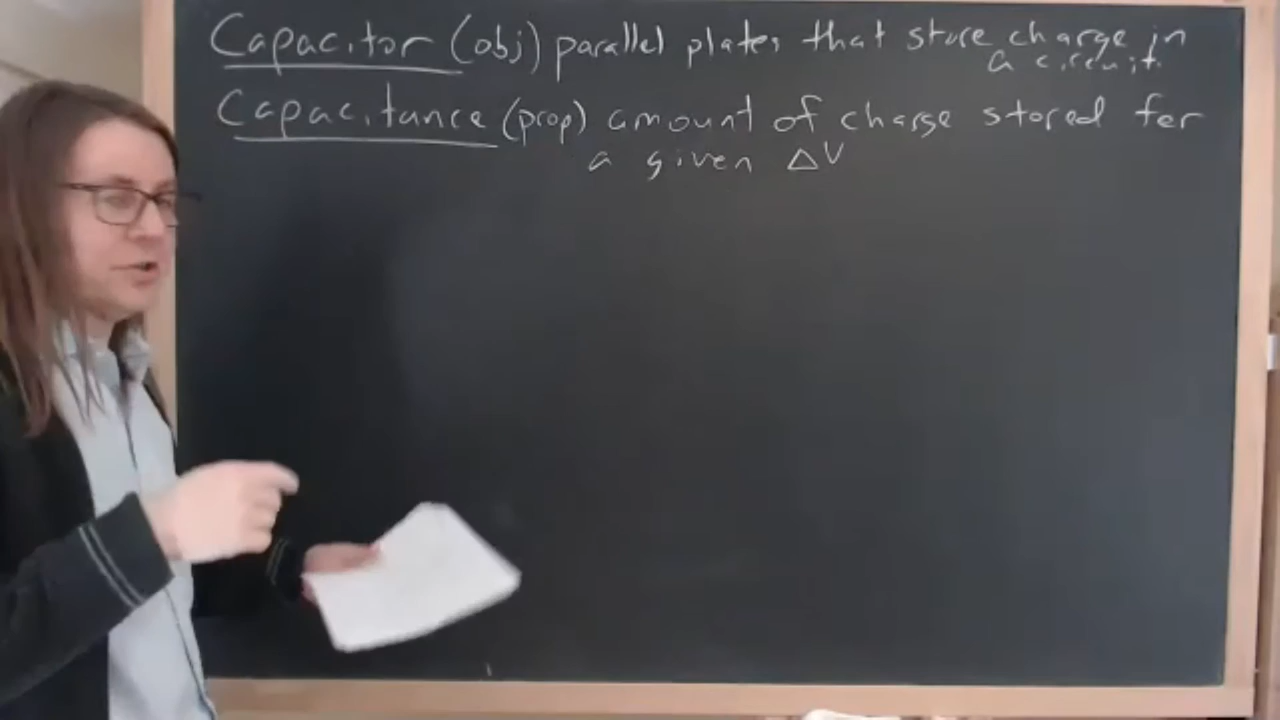 Capacitor (obj) parallel plates that store charge in
a circuit.
Capacitance (prop) amount of charge stored for
a given ΔV